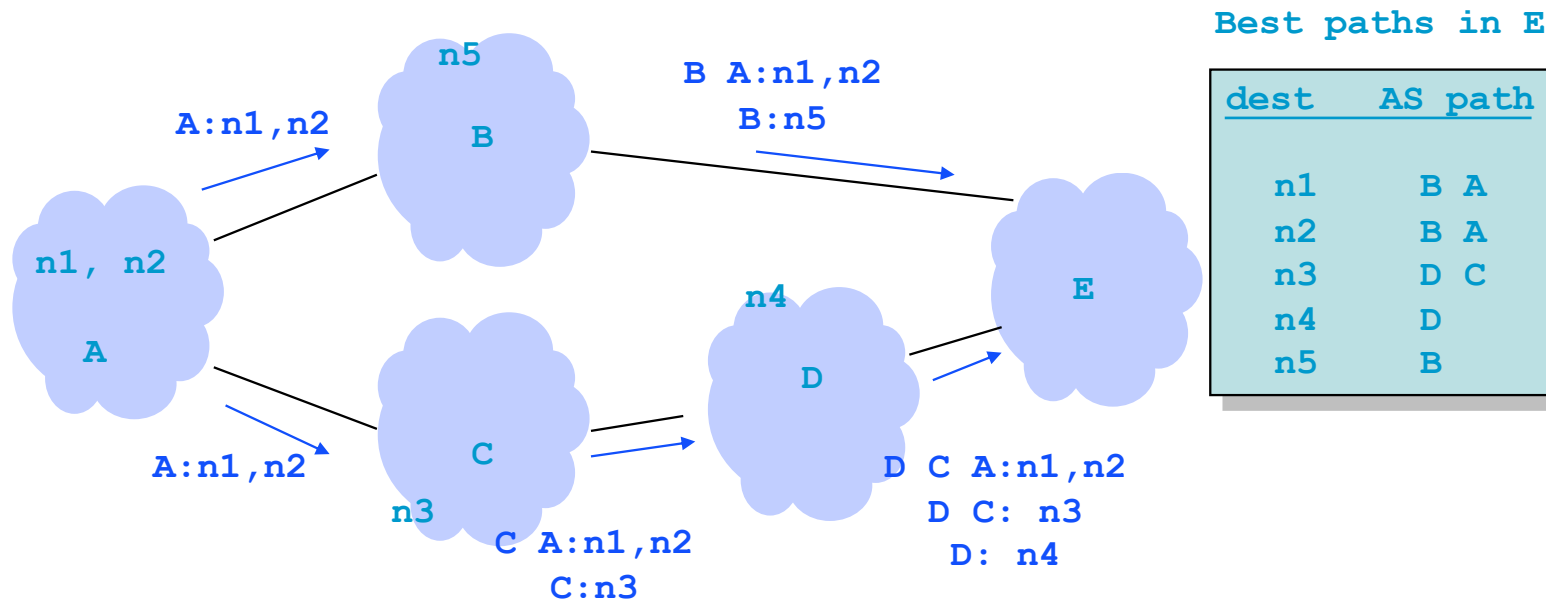 Best paths in E
n5
B A:n1,n2
B:n5
A:n1,n2
B
dest AS path
n1 B A
n2 B A
n3 D C
n4 D
n5 B
n1, n2
A
n4
E
D
A:n1,n2
C
n3
C A:n1,n2
C:n3
D C A:n1,n2
D C: n3
D: n4